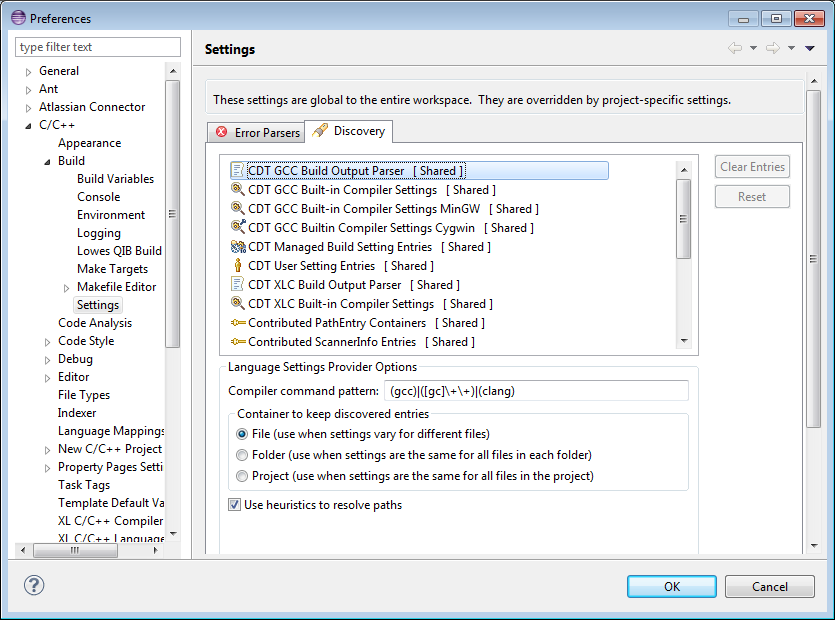 Preferences
type filter text
General
Ant
Atlassian Connector
C/C++
Appearance
Build
Build Variables
Console
Environment
Logging
Lowes QIB Build
Make Targets
Makefile Editor
Settings
Code Analysis
Code Style
Debug
Editor
File Types
Indexer
Language Mappings
New C/C++ Project
Property Pages Setti
Task Tags
Template Default Va
XL C/C++ Compiler
XL C/C++ Language
Settings
These settings are global to the entire workspace. They are overridden by project-specific settings.
Error Parsers
Discovery
CDT GCC Build Output Parser [ Shared ]
CDT GCC Built-in Compiler Settings [ Shared ]
CDT GCC Built-in Compiler Settings MinGW [ Shared ]
CDT GCC Builtin Compiler Settings Cygwin [ Shared ]
CDT Managed Build Setting Entries [ Shared ]
CDT User Setting Entries [ Shared ]
CDT XLC Build Output Parser [ Shared ]
CDT XLC Built-in Compiler Settings [ Shared ]
Contributed PathEntry Containers [ Shared ]
Contributed ScannerInfo Entries [ Shared ]
Clear Entries
Reset
Language Settings Provider Options
Compiler command pattern: (gcc)|([gc]\+\+)|(clang)
Container to keep discovered entries
File (use when settings vary for different files)
Folder (use when settings are the same for all files in each folder)
Project (use when settings are the same for all files in the project)
Use heuristics to resolve paths
?
OK
Cancel